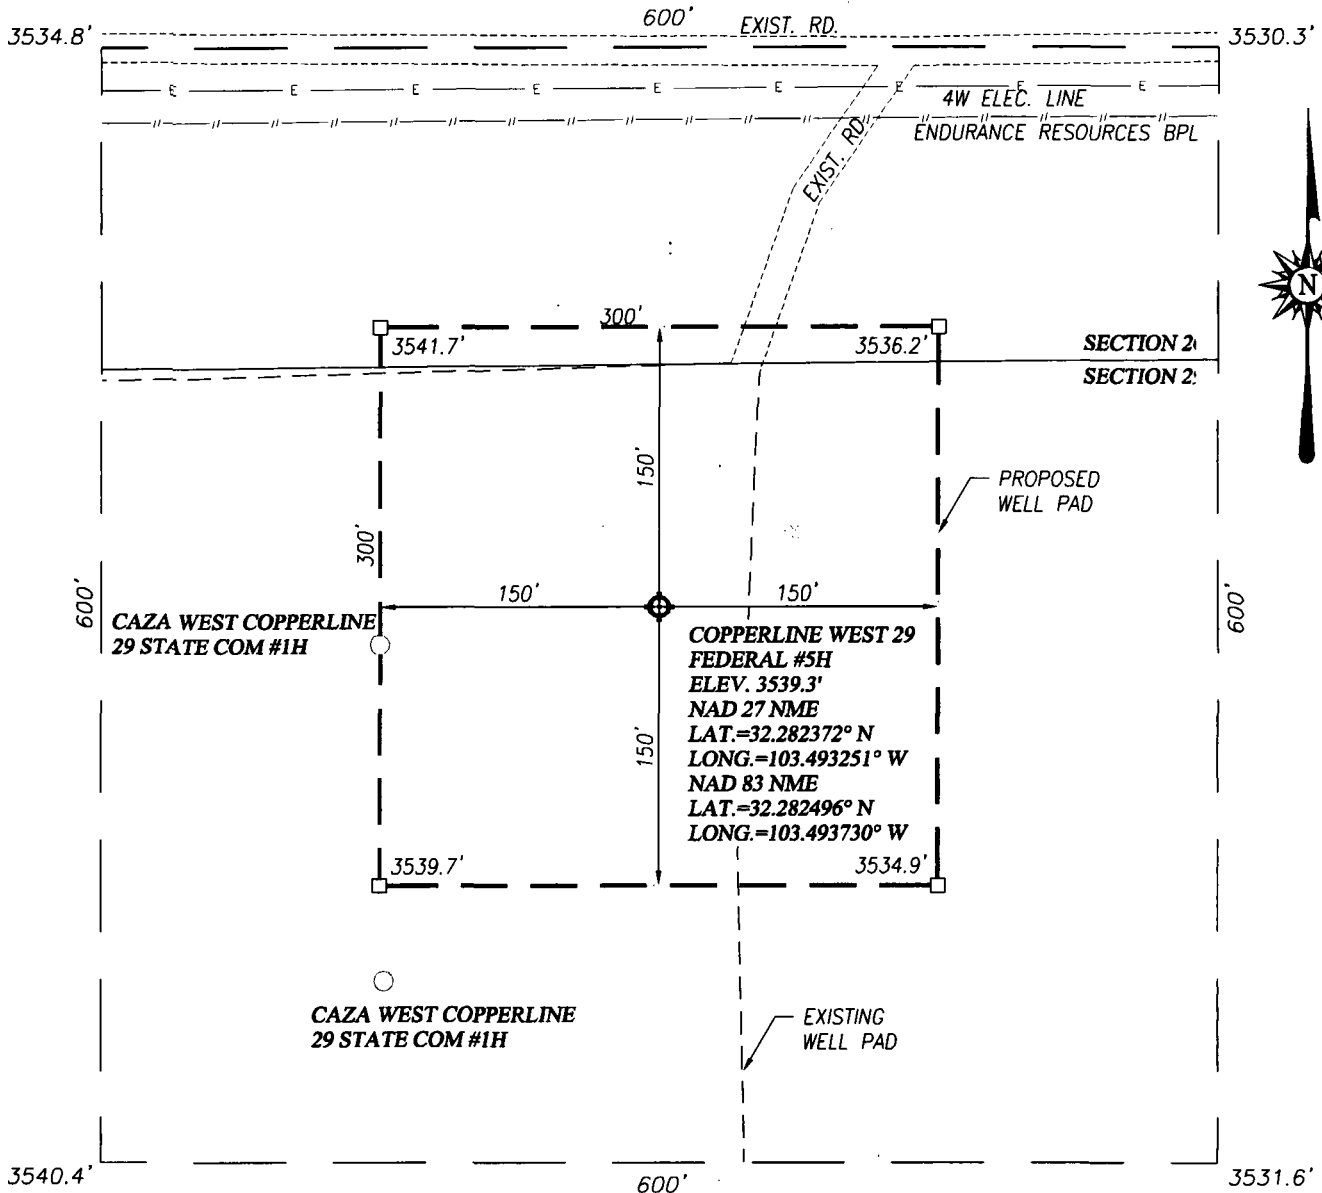 600'
EXIST. RD.
3534.8'
3530.3'
E E E E E E E E E
4W ELEC. LINE
ENDURANCE RESOURCES BPL
EXIST. RD.
N
300'
3541.7'
3536.2'
SECTION
SECTION
150'
PROPOSED
WELL PAD
300'
150'
150'
600'
600'
CAZA WEST COPPERLINE
29 STATE COM #1H
COPPERLINE WEST 29
FEDERAL #5H
ELEV. 3539.3'
NAD 27 NME
LAT.=32.282372° N
LONG.=103.493251° W
NAD 83 NME
LAT.=32.282496° N
LONG.=103.493730° W
150'
3539.7'
3534.9'
CAZA WEST COPPERLINE
29 STATE COM #1H
EXISTING
WELL PAD
3540.4'
600'
3531.6'